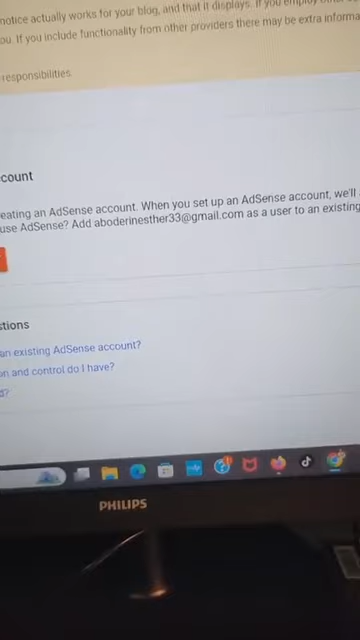 notice actually works for your blog, and that it displays. If you employ
ou. If you include functionality from other providers there may be extra informa
responsibilities
count
eating an AdSense account. When you set up an AdSense account, we'll
use AdSense? Add aboderinesther33@gmail.com as a user to an existing
stions
an existing AdSense account?
on and control do I have?
d?
PHILIPS